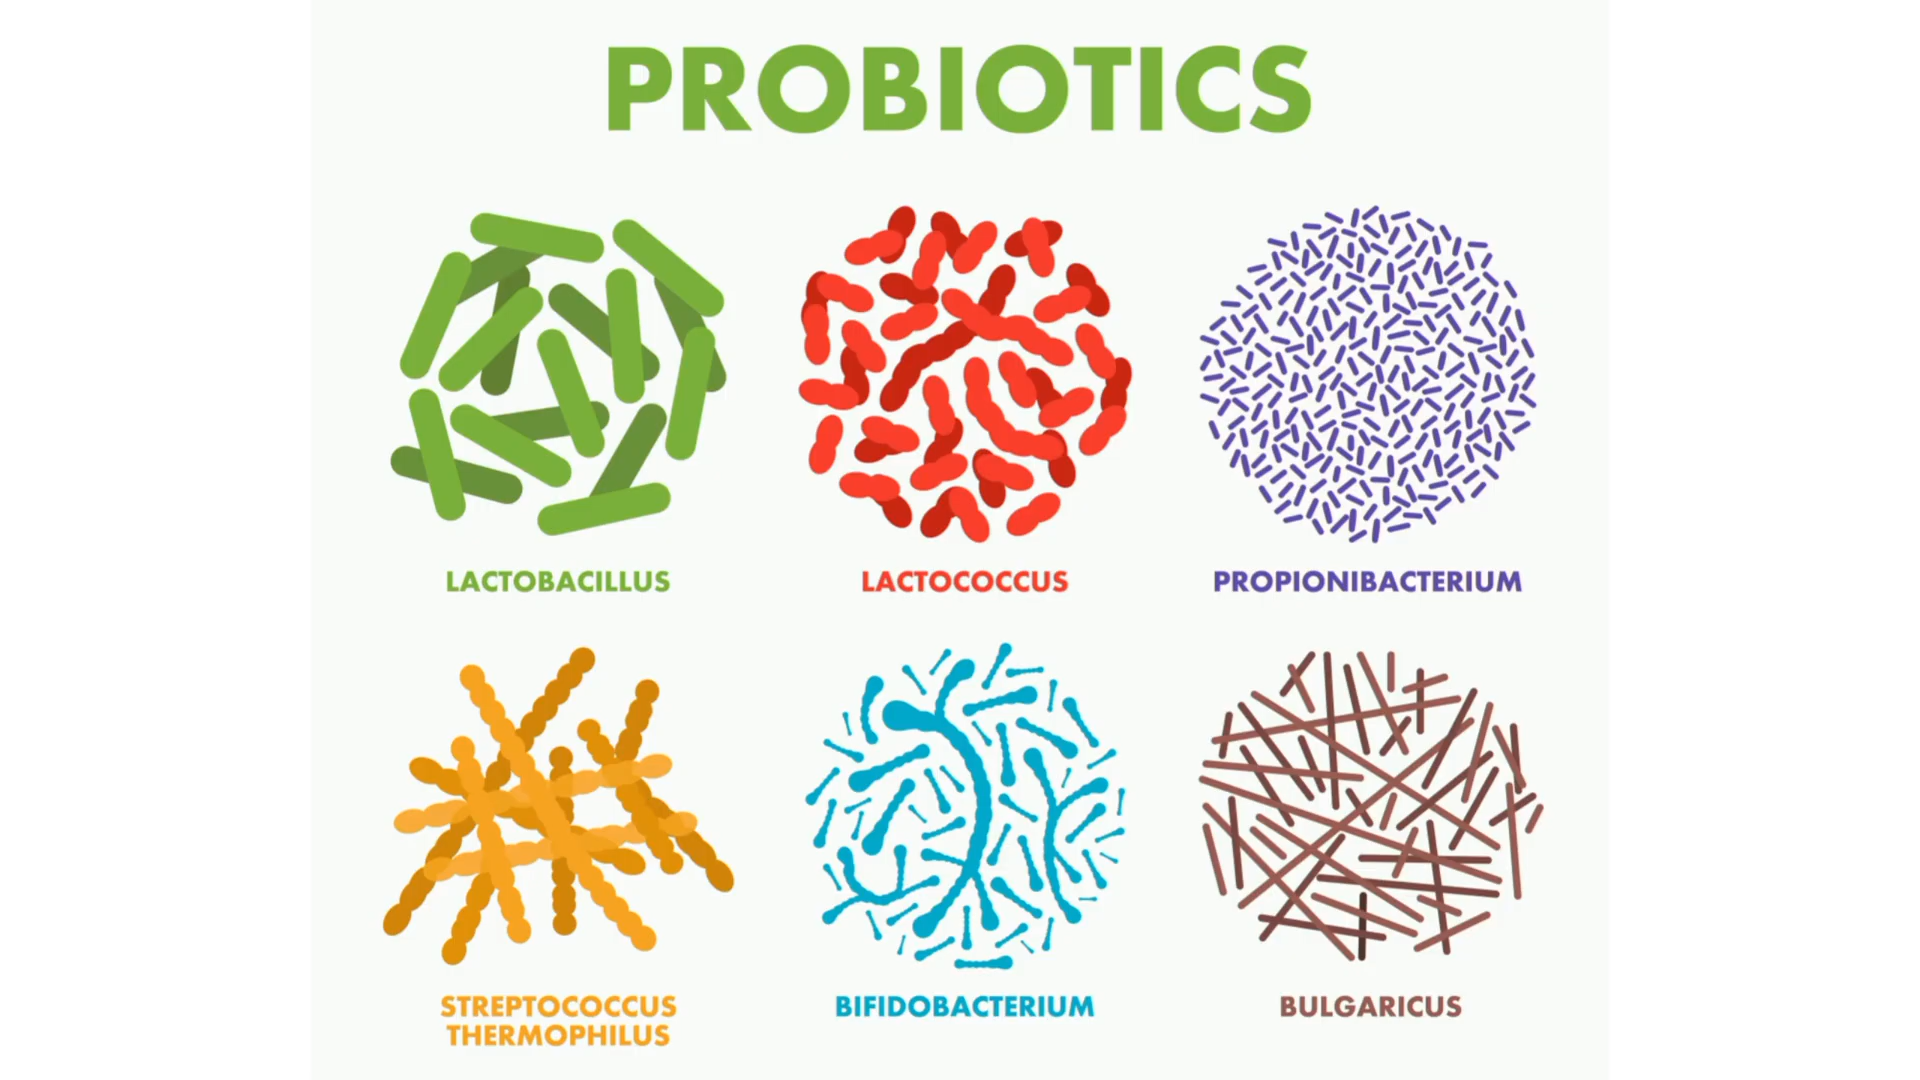 PROBIOTICS
LACTOBACILLUS
LACTOCOCCUS
PROPIONIBACTERIUM
STREPTOCOCCUS
THERMOPHILUS
BIFIDOBACTERIUM
BULGARICUS